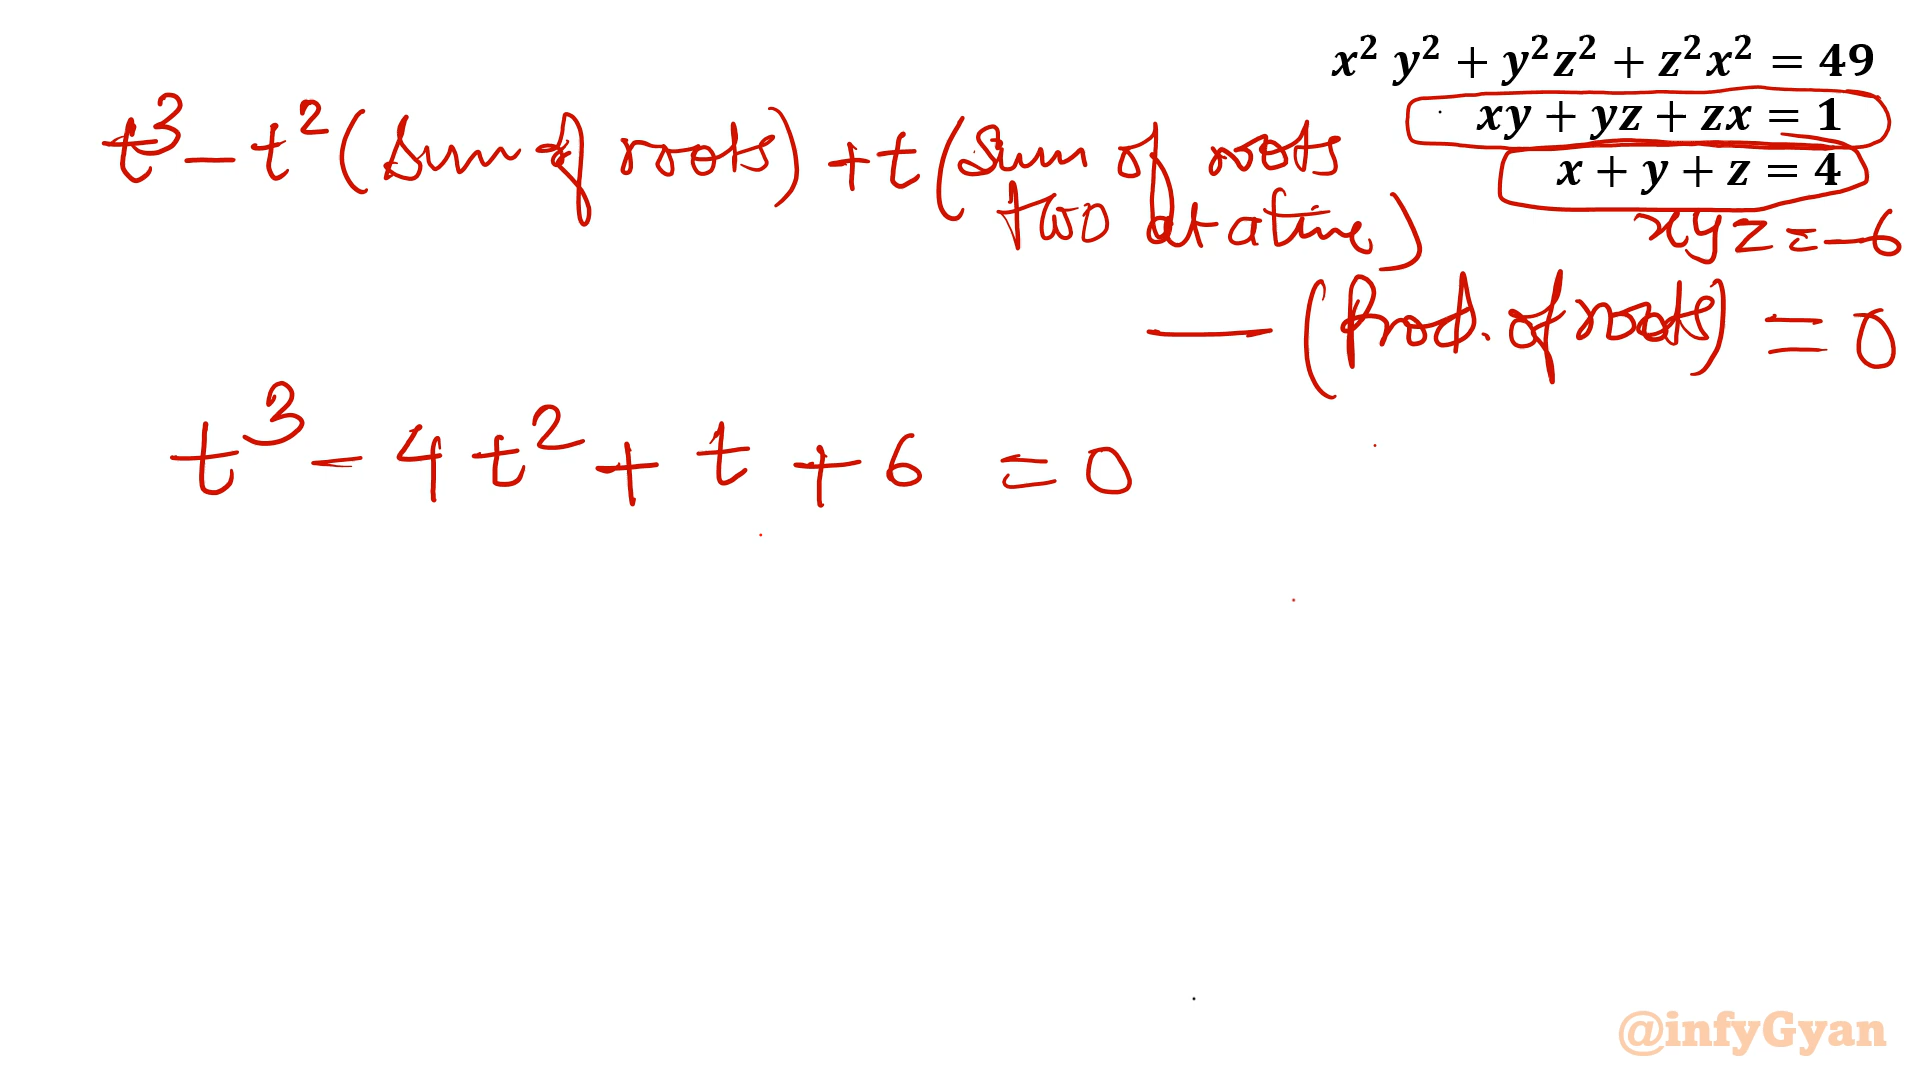 x² y² + y²z² + z²x² = 49
xy + yz + zx = 1
x + y + z = 4
xyz = -6
t³ - t² (sum of roots) + t (sum of roots
two at a time)
- (Prod. of roots) = 0
t³ - 4t² + t + 6 = 0
@infyGyan